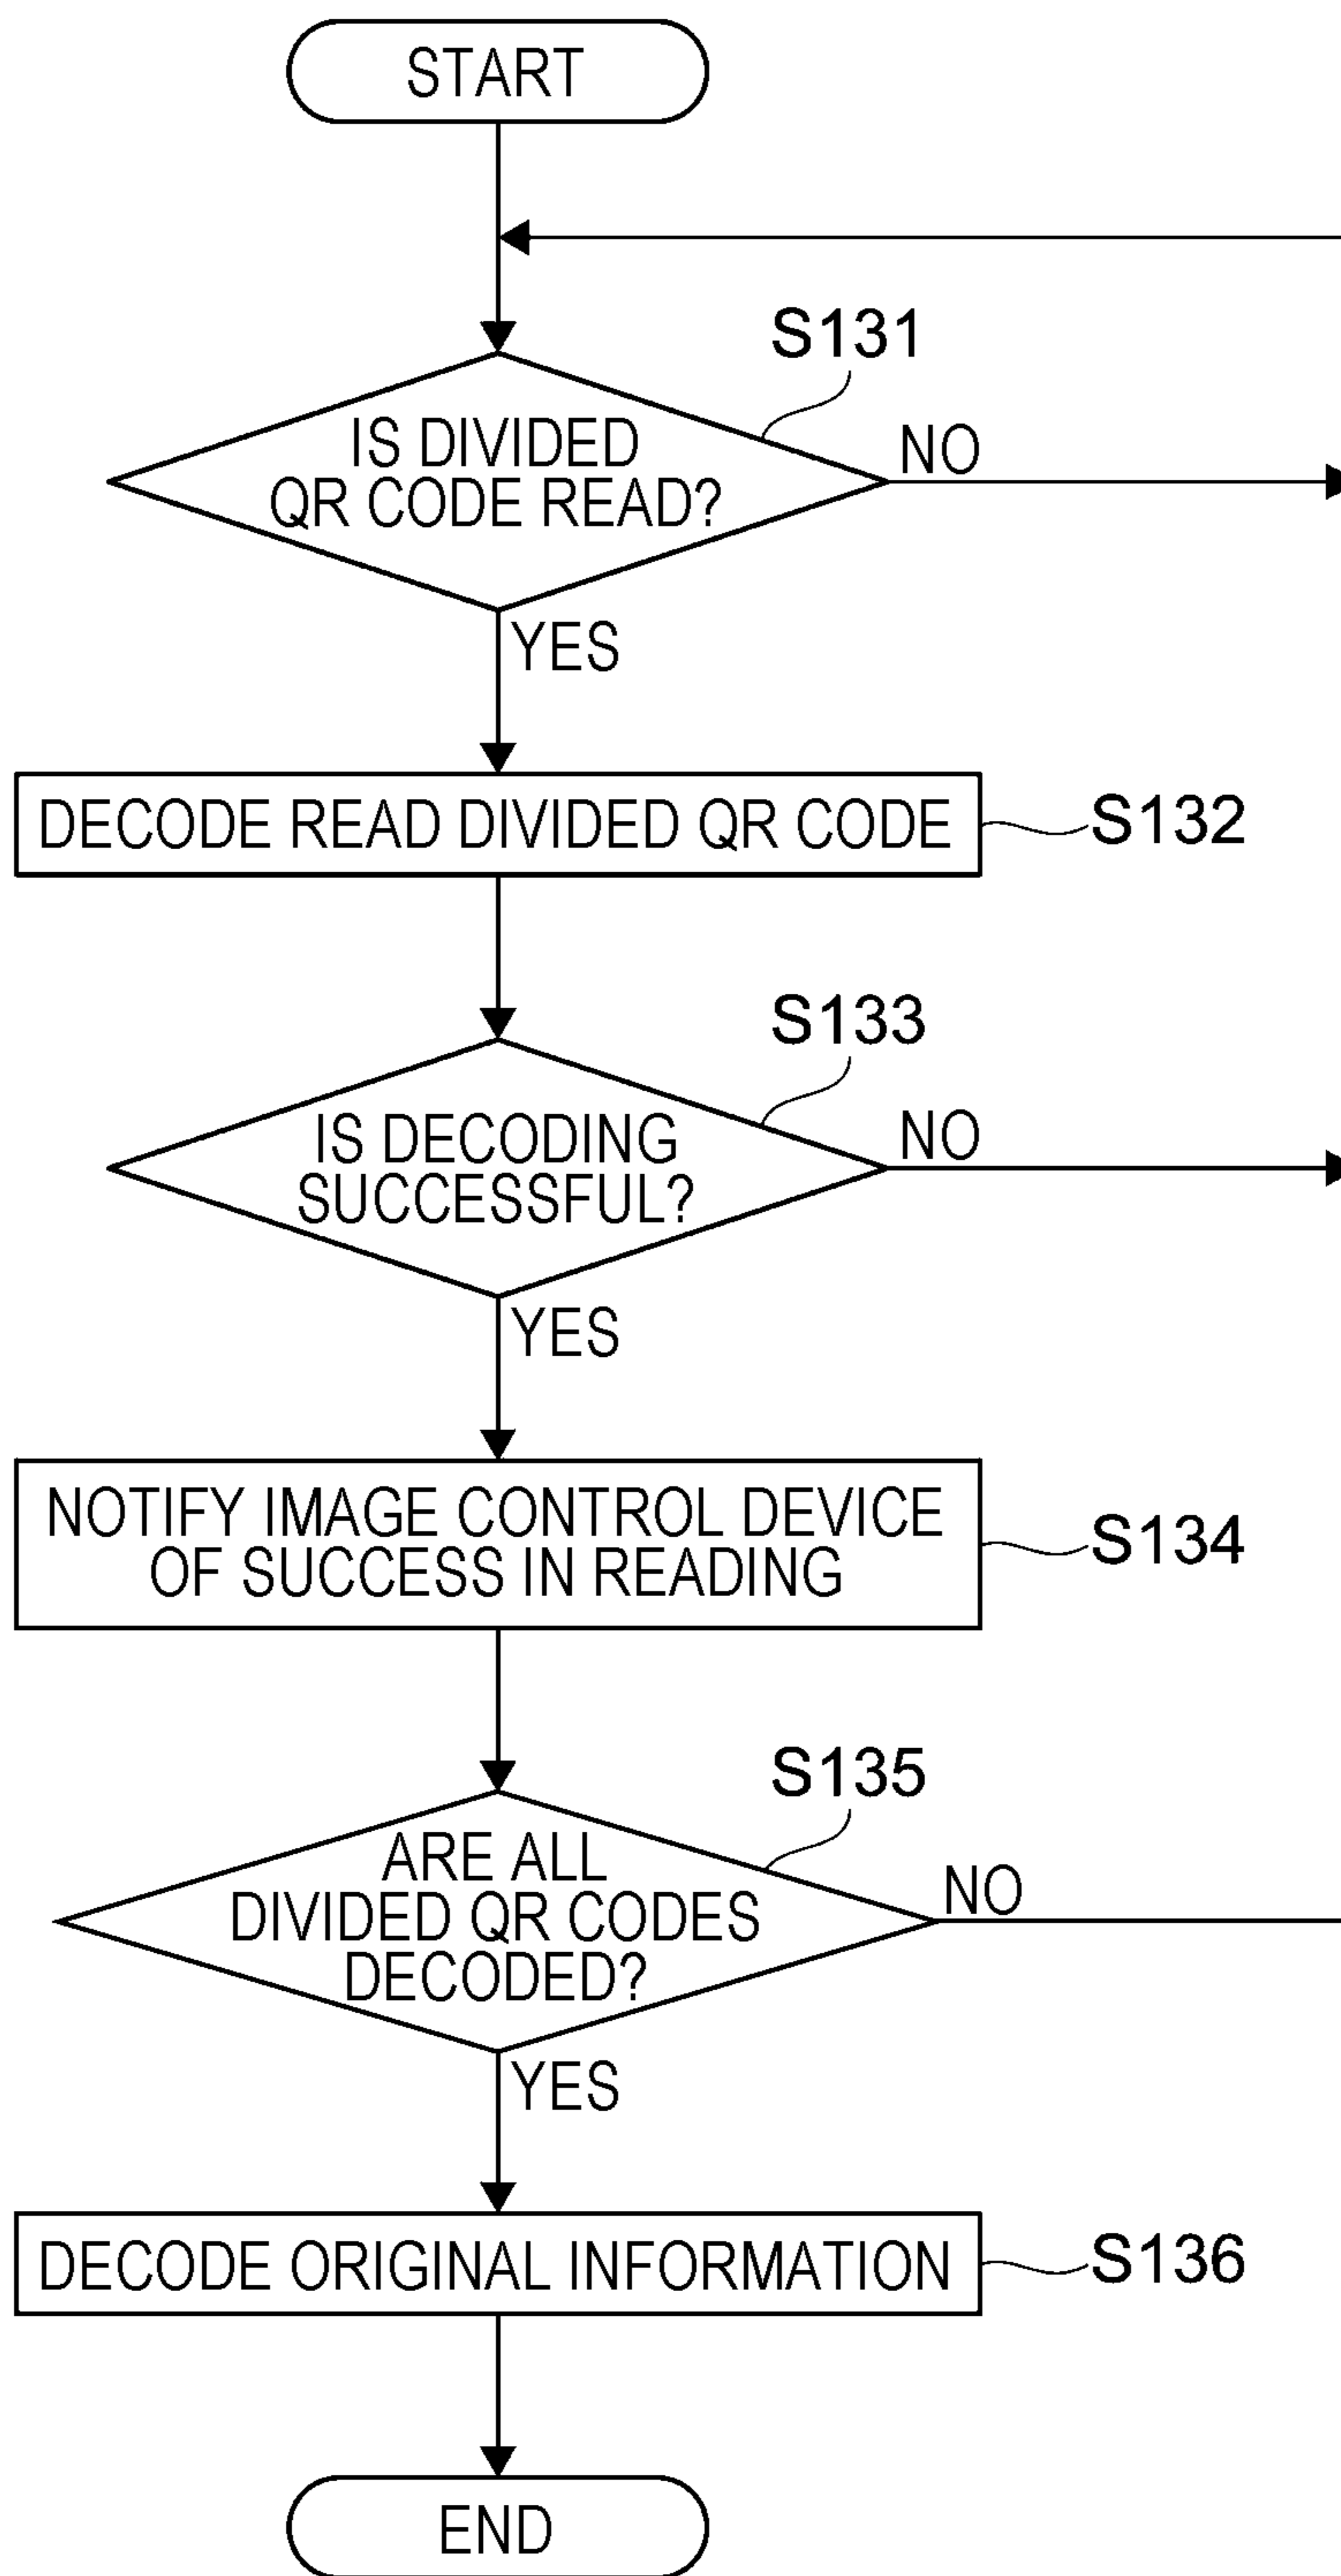 START
S131
IS DIVIDED
QR CODE READ?
NO
YES
DECODE READ DIVIDED QR CODE
S132
S133
IS DECODING
SUCCESSFUL?
NO
YES
NOTIFY IMAGE CONTROL DEVICE
OF SUCCESS IN READING
S134
S135
ARE ALL
DIVIDED QR CODES
DECODED?
NO
YES
DECODE ORIGINAL INFORMATION
S136
END